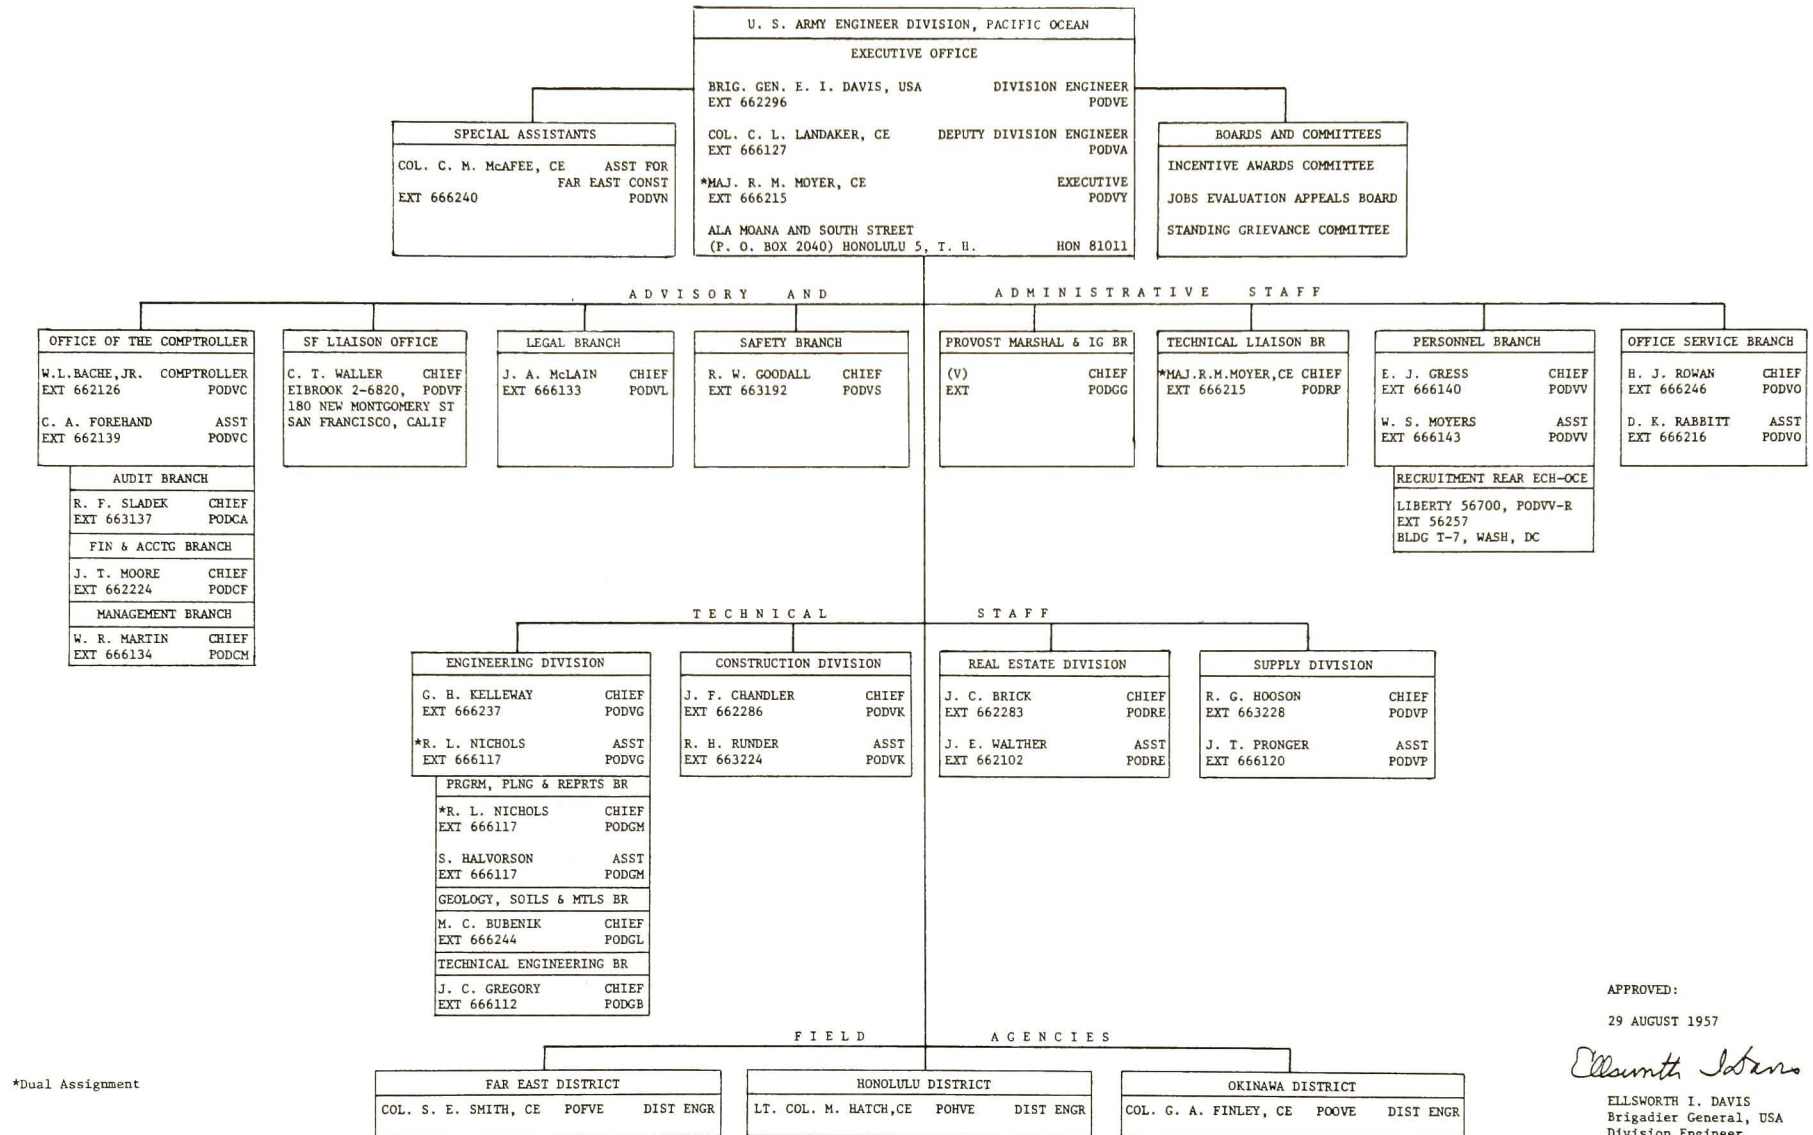 U. S. ARMY ENGINEER DIVISION, PACIFIC OCEAN
EXECUTIVE OFFICE
BRIG. GEN. E. I. DAVIS, USA DIVISION ENGINEER
EXT 662296 PODVE
COL. C. L. LANDAKER, CE DEPUTY DIVISION ENGINEER
EXT 666127 PODVA
*MAJ. R. M. MOYER, CE EXECUTIVE
EXT 666215 PODVY
ALA MOANA AND SOUTH STREET
(P. O. BOX 2040) HONOLULU 5, T. H. HON 81011
SPECIAL ASSISTANTS
COL. C. M. McAFEE, CE ASST FOR
FAR EAST CONST
EXT 666240 PODVN
BOARDS AND COMMITTEES
INCENTIVE AWARDS COMMITTEE
JOBS EVALUATION APPEALS BOARD
STANDING GRIEVANCE COMMITTEE
ADVISORY AND ADMINISTRATIVE STAFF
OFFICE OF THE COMPTROLLER
W.L.BACHE,JR. COMPTROLLER
EXT 662126 PODVC
C. A. FOREHAND ASST
EXT 662139 PODVC
AUDIT BRANCH
R. F. SLADEK CHIEF
EXT 663137 PODCA
FIN & ACCTG BRANCH
J. T. MOORE CHIEF
EXT 662224 PODCF
MANAGEMENT BRANCH
W. R. MARTIN CHIEF
EXT 666134 PODCM
SF LIAISON OFFICE
C. T. WALLER CHIEF
EIBROOK 2-6820, PODVF
180 NEW MONTGOMERY ST
SAN FRANCISCO, CALIF
LEGAL BRANCH
J. A. McLAIN CHIEF
EXT 666133 PODVL
SAFETY BRANCH
R. W. GOODALL CHIEF
EXT 663192 PODVS
PROVOST MARSHAL & IG BR
(V) CHIEF
EXT PODGG
TECHNICAL LIAISON BR
*MAJ.R.M.MOYER,CE CHIEF
EXT 666215 PODRP
PERSONNEL BRANCH
E. J. GRESS CHIEF
EXT 666140 PODVV
W. S. MOYERS ASST
EXT 666143 PODVV
RECRUITMENT REAR ECH-OCE
LIBERTY 56700, PODVV-R
EXT 56257
BLDG T-7, WASH, DC
OFFICE SERVICE BRANCH
H. J. ROWAN CHIEF
EXT 666246 PODVO
D. K. RABBITT ASST
EXT 666216 PODVO
TECHNICAL STAFF
ENGINEERING DIVISION
G. H. KELLEWAY CHIEF
EXT 666237 PODVG
*R. L. NICHOLS ASST
EXT 666117 PODVG
PRGRM, PLNG & REPRTS BR
*R. L. NICHOLS CHIEF
EXT 666117 PODGM
S. HALVORSON ASST
EXT 666117 PODGM
GEOLOGY, SOILS & MTLS BR
M. C. BUBENIK CHIEF
EXT 666244 PODGL
TECHNICAL ENGINEERING BR
J. C. GREGORY CHIEF
EXT 666112 PODGB
CONSTRUCTION DIVISION
J. F. CHANDLER CHIEF
EXT 662286 PODVK
R. H. RUNDER ASST
EXT 663224 PODVK
REAL ESTATE DIVISION
J. C. BRICK CHIEF
EXT 662283 PODRE
J. E. WALTHER ASST
EXT 662102 PODRE
SUPPLY DIVISION
R. G. HOOSON CHIEF
EXT 663228 PODVP
J. T. PRONGER ASST
EXT 666120 PODVP
FIELD AGENCIES
FAR EAST DISTRICT
COL. S. E. SMITH, CE POFVE DIST ENGR
HONOLULU DISTRICT
LT. COL. M. HATCH,CE POHVE DIST ENGR
OKINAWA DISTRICT
COL. G. A. FINLEY, CE POOVE DIST ENGR
*Dual Assignment
APPROVED:
29 AUGUST 1957
Ellsworth I Davis
ELLSWORTH I. DAVIS
Brigadier General, USA
Division Engineer